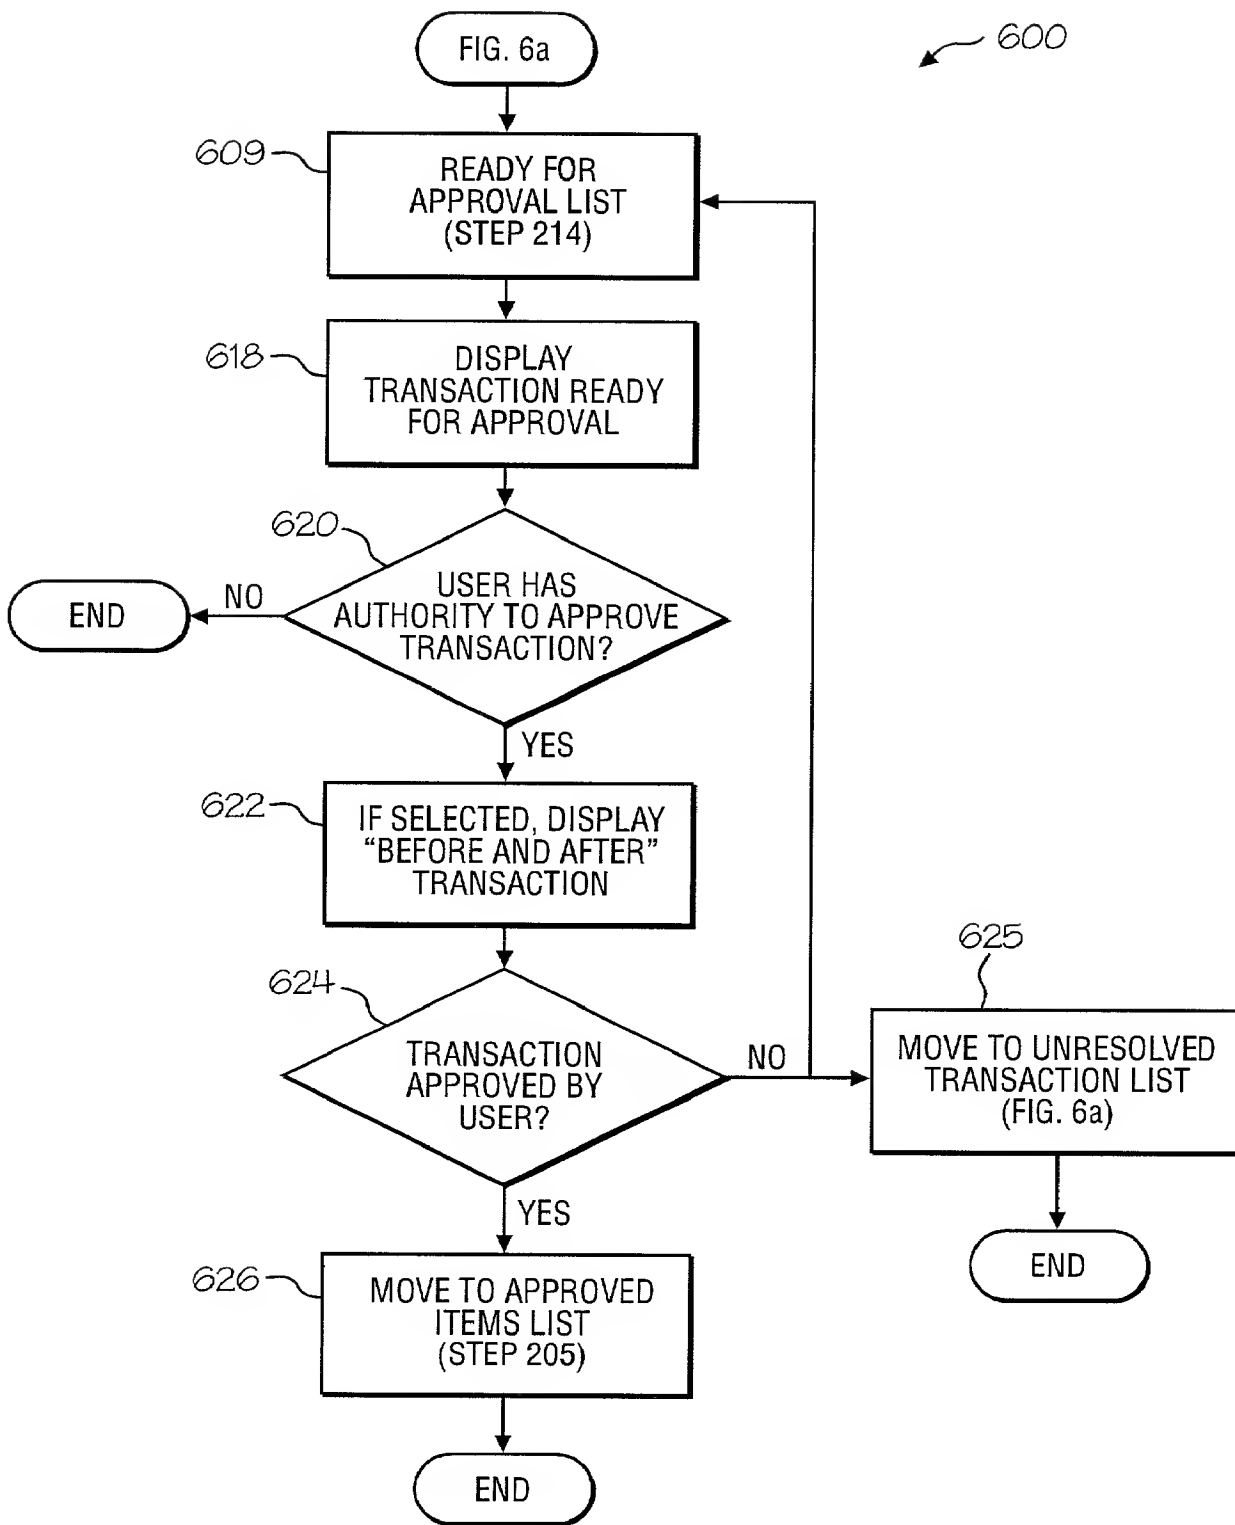 FIG. 6a
600
609
READY FOR
APPROVAL LIST
(STEP 214)
618
DISPLAY
TRANSACTION READY
FOR APPROVAL
620
USER HAS
AUTHORITY TO APPROVE
TRANSACTION?
NO
END
YES
622
IF SELECTED, DISPLAY
“BEFORE AND AFTER”
TRANSACTION
624
TRANSACTION
APPROVED BY
USER?
NO
625
MOVE TO UNRESOLVED
TRANSACTION LIST
(FIG. 6a)
END
YES
626
MOVE TO APPROVED
ITEMS LIST
(STEP 205)
END